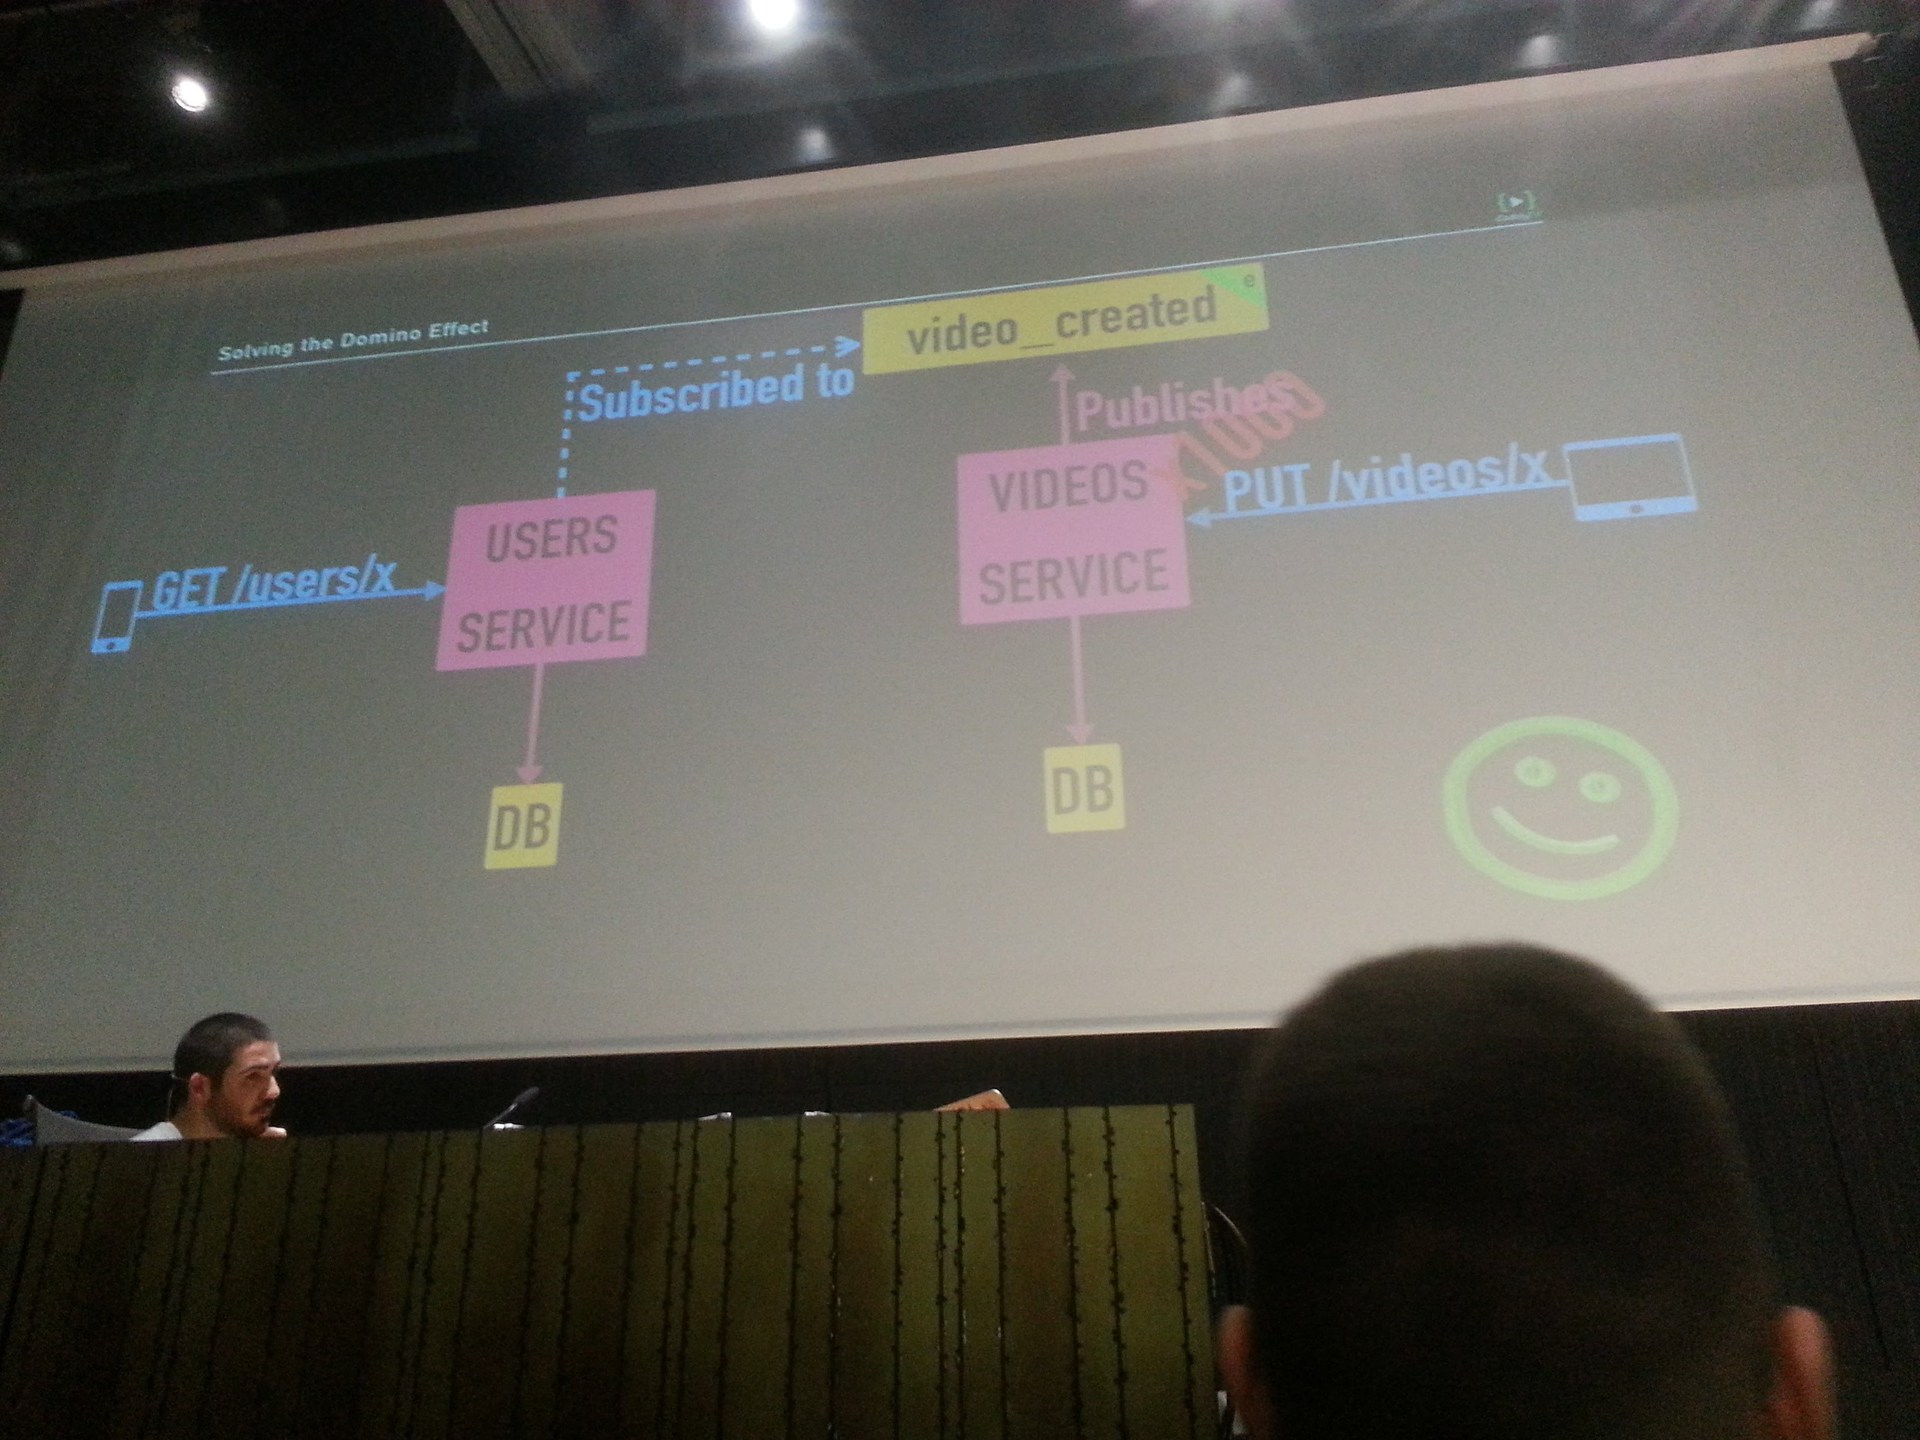 Solving the Domino Effect
video_created
e
Subscribed to
Publishes
x1000
VIDEOS
SERVICE
PUT /videos/x
USERS
SERVICE
GET /users/x
DB
DB